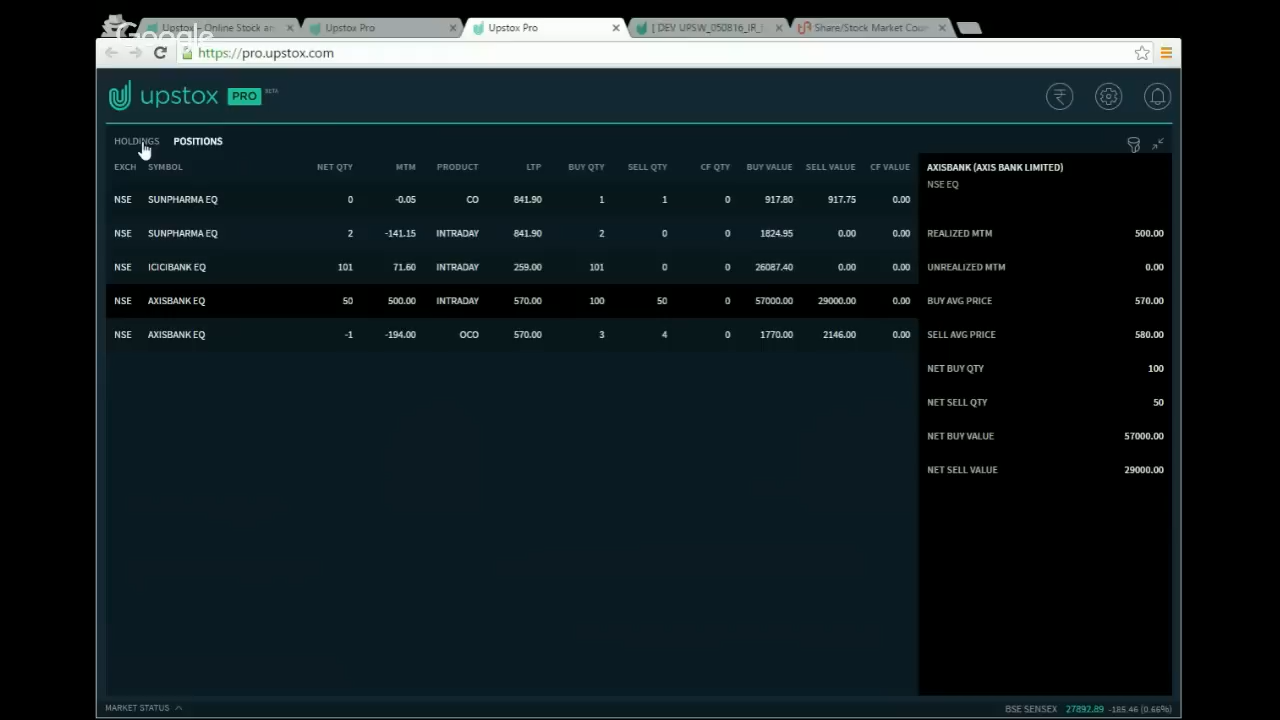 Upstox - Online Stock an
Upstox Pro
Upstox Pro
[ DEV UPSW_050816_IR_
Share/Stock Market Cour
Google
https://pro.upstox.com
upstox PRO BETA
HOLDINGS POSITIONS
EXCH SYMBOL NET QTY MTM PRODUCT LTP BUY QTY SELL QTY CF QTY BUY VALUE SELL VALUE CF VALUE
NSE SUNPHARMA EQ 0 -0.05 CO 841.90 1 1 0 917.80 917.75 0.00
NSE SUNPHARMA EQ 2 -141.15 INTRADAY 841.90 2 0 0 1824.95 0.00 0.00
NSE ICICIBANK EQ 101 71.60 INTRADAY 259.00 101 0 0 26087.40 0.00 0.00
NSE AXISBANK EQ 50 500.00 INTRADAY 570.00 100 50 0 57000.00 29000.00 0.00
NSE AXISBANK EQ -1 -194.00 OCO 570.00 3 4 0 1770.00 2146.00 0.00
AXISBANK (AXIS BANK LIMITED)
NSE EQ
REALIZED MTM 500.00
UNREALIZED MTM 0.00
BUY AVG PRICE 570.00
SELL AVG PRICE 580.00
NET BUY QTY 100
NET SELL QTY 50
NET BUY VALUE 57000.00
NET SELL VALUE 29000.00
MARKET STATUS
BSE SENSEX 27892.89 -185.46 (0.66%)